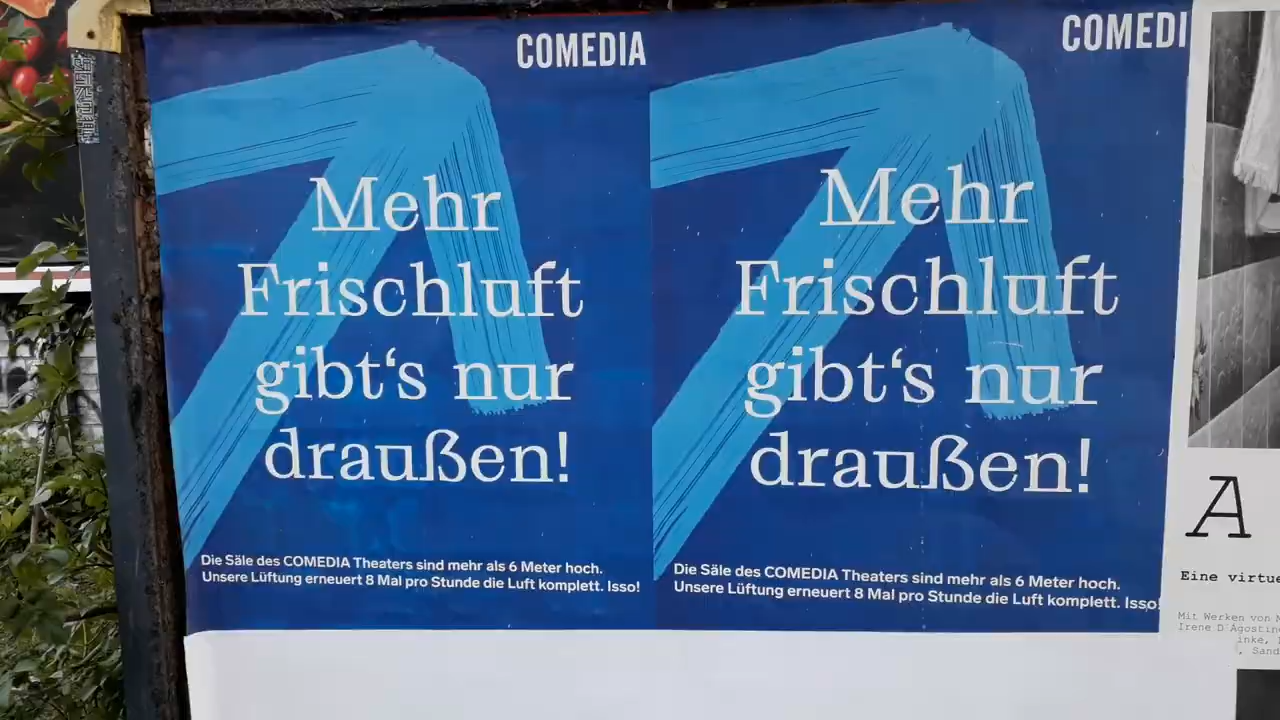 COMEDIA
Mehr
Frischluft
gibt‘s nur
draußen!
Die Säle des COMEDIA Theaters sind mehr als 6 Meter hoch.
Unsere Lüftung erneuert 8 Mal pro Stunde die Luft komplett. Isso!
COMEDI
Mehr
Frischluft
gibt‘s nur
draußen!
Die Säle des COMEDIA Theaters sind mehr als 6 Meter hoch.
Unsere Lüftung erneuert 8 Mal pro Stunde die Luft komplett. Isso!
A
Eine virtue
Mit Werken von
Irene D'Agostin
inke,
, Sand